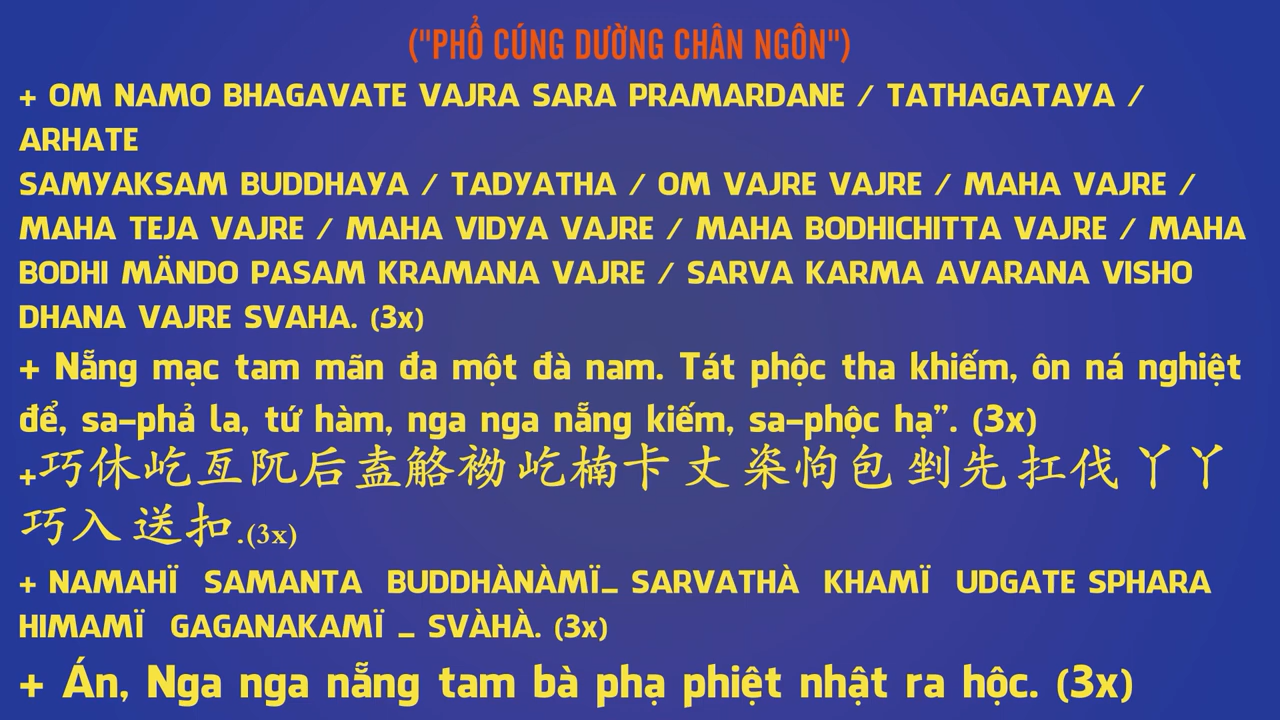 ("PHỔ CÚNG DƯỜNG CHÂN NGÔN")
+ OM NAMO BHAGAVATE VAJRA SARA PRAMARDANE / TATHAGATAYA /
ARHATE
SAMYAKSAM BUDDHAYA / TADYATHA / OM VAJRE VAJRE / MAHA VAJRE /
MAHA TEJA VAJRE / MAHA VIDYA VAJRE / MAHA BODHICHITTA VAJRE / MAHA
BODHI MÄNDO PASAM KRAMANA VAJRE / SARVA KARMA AVARANA VISHO
DHANA VAJRE SVAHA. (3x)
+ Nẵng mạc tam mãn đa một đà nam. Tát phộc tha khiếm, ôn ná nghiệt
để, sa-phả la, tứ hàm, nga nga nẵng kiếm, sa-phộc hạ”. (3x)
+巧休屹亙阢后盍觡袎屹楠卡丈栥怐包剉先扛伐丫丫
巧入送扣.(3x)
+ NAMAHÏ SAMANTA BUDDHÀNÀMÏ_ SARVATHÀ KHAMÏ UDGATE SPHARA
HIMAMÏ GAGANAKAMÏ _ SVÀHÀ. (3x)
+ Án, Nga nga nẵng tam bà phạ phiệt nhật ra hộc. (3x)